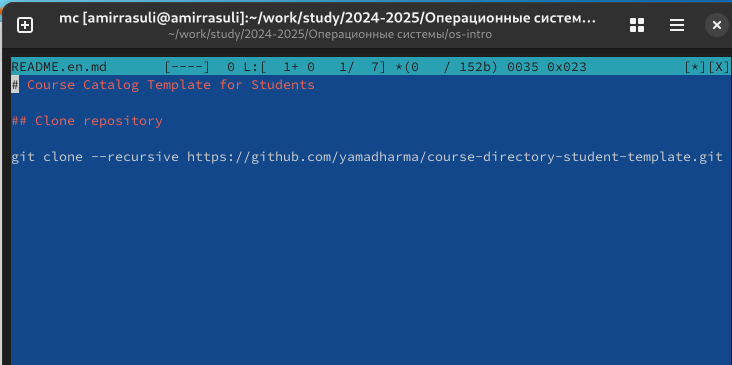 mc [amirrasuli@amirrasuli]:~/work/study/2024-2025/Операционные систем…
~/work/study/2024-2025/Операционные системы/os-intro
README.en.md [----] 0 L:[ 1+ 0 1/ 7] *(0 / 152b) 0035 0x023 [*][X]
# Course Catalog Template for Students
## Clone repository
git clone --recursive https://github.com/yamadharma/course-directory-student-template.git